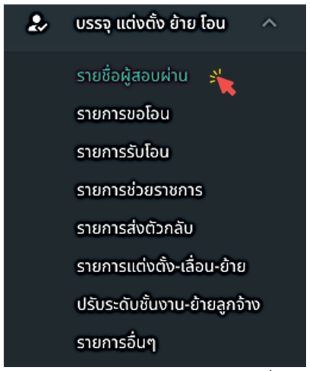 บรรจุ แต่งตั้ง ย้าย โอน
รายชื่อผู้สอบผ่าน
รายการขอโอน
รายการรับโอน
รายการช่วยราชการ
รายการส่งตัวกลับ
รายการแต่งตั้ง-เลื่อน-ย้าย
ปรับระดับชั้นงาน-ย้ายลูกจ้าง
รายการอื่นๆ